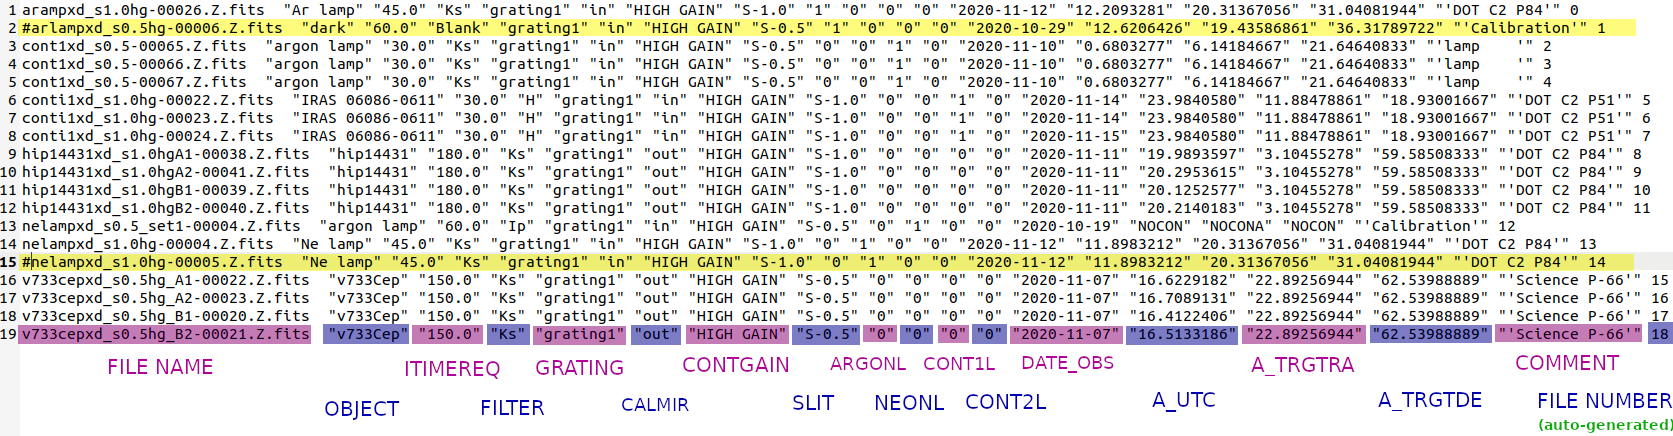 1 arampxd_s1.0hg-00026.Z.fits "Ar lamp" "45.0" "Ks" "grating1" "in" "HIGH GAIN" "S-1.0" "1" "0" "0" "0" "2020-11-12" "12.2093281" "20.31367056" "31.04081944" "'DOT C2 P84'" 0
2 #arlampxd_s0.5hg-00006.Z.fits "dark" "60.0" "Blank" "grating1" "in" "HIGH GAIN" "S-0.5" "1" "0" "0" "0" "2020-10-29" "12.6206426" "19.43586861" "36.31789722" "'Calibration'" 1
3 cont1xd_s0.5-00065.Z.fits "argon lamp" "30.0" "Ks" "grating1" "in" "HIGH GAIN" "S-0.5" "0" "0" "1" "0" "2020-11-10" "0.6803277" "6.14184667" "21.64640833" "'lamp '" 2
4 cont1xd_s0.5-00066.Z.fits "argon lamp" "30.0" "Ks" "grating1" "in" "HIGH GAIN" "S-0.5" "0" "0" "1" "0" "2020-11-10" "0.6803277" "6.14184667" "21.64640833" "'lamp '" 3
5 cont1xd_s0.5-00067.Z.fits "argon lamp" "30.0" "Ks" "grating1" "in" "HIGH GAIN" "S-0.5" "0" "0" "1" "0" "2020-11-10" "0.6803277" "6.14184667" "21.64640833" "'lamp '" 4
6 conti1xd_s1.0hg-00022.Z.fits "IRAS 06086-0611" "30.0" "H" "grating1" "in" "HIGH GAIN" "S-1.0" "0" "0" "1" "0" "2020-11-14" "23.9840580" "11.88478861" "18.93001667" "'DOT C2 P51'" 5
7 conti1xd_s1.0hg-00023.Z.fits "IRAS 06086-0611" "30.0" "H" "grating1" "in" "HIGH GAIN" "S-1.0" "0" "0" "1" "0" "2020-11-14" "23.9840580" "11.88478861" "18.93001667" "'DOT C2 P51'" 6
8 conti1xd_s1.0hg-00024.Z.fits "IRAS 06086-0611" "30.0" "H" "grating1" "in" "HIGH GAIN" "S-1.0" "0" "0" "1" "0" "2020-11-15" "23.9840580" "11.88478861" "18.93001667" "'DOT C2 P51'" 7
9 hip14431xd_s1.0hgA1-00038.Z.fits "hip14431" "180.0" "Ks" "grating1" "out" "HIGH GAIN" "S-1.0" "0" "0" "0" "0" "2020-11-11" "19.9893597" "3.10455278" "59.58508333" "'DOT C2 P84'" 8
10 hip14431xd_s1.0hgA2-00041.Z.fits "hip14431" "180.0" "Ks" "grating1" "out" "HIGH GAIN" "S-1.0" "0" "0" "0" "0" "2020-11-11" "20.2953615" "3.10455278" "59.58508333" "'DOT C2 P84'" 9
11 hip14431xd_s1.0hgB1-00039.Z.fits "hip14431" "180.0" "Ks" "grating1" "out" "HIGH GAIN" "S-1.0" "0" "0" "0" "0" "2020-11-11" "20.1252577" "3.10455278" "59.58508333" "'DOT C2 P84'" 10
12 hip14431xd_s1.0hgB2-00040.Z.fits "hip14431" "180.0" "Ks" "grating1" "out" "HIGH GAIN" "S-1.0" "0" "0" "0" "0" "2020-11-11" "20.2140183" "3.10455278" "59.58508333" "'DOT C2 P84'" 11
13 nelampxd_s0.5_set1-00004.Z.fits "argon lamp" "60.0" "Ip" "grating1" "in" "HIGH GAIN" "S-0.5" "0" "1" "0" "0" "2020-10-19" "NOCON" "NOCONA" "NOCON" "'Calibration'" 12
14 nelampxd_s1.0hg-00004.Z.fits "Ne lamp" "45.0" "Ks" "grating1" "in" "HIGH GAIN" "S-1.0" "0" "1" "0" "0" "2020-11-12" "11.8983212" "20.31367056" "31.04081944" "'DOT C2 P84'" 13
15 #nelampxd_s1.0hg-00005.Z.fits "Ne lamp" "45.0" "Ks" "grating1" "in" "HIGH GAIN" "S-1.0" "0" "1" "0" "0" "2020-11-12" "11.8983212" "20.31367056" "31.04081944" "'DOT C2 P84'" 14
16 v733cepxd_s0.5hg_A1-00022.Z.fits "v733Cep" "150.0" "Ks" "grating1" "out" "HIGH GAIN" "S-0.5" "0" "0" "0" "0" "2020-11-07" "16.6229182" "22.89256944" "62.53988889" "'Science P-66'" 15
17 v733cepxd_s0.5hg_A2-00023.Z.fits "v733Cep" "150.0" "Ks" "grating1" "out" "HIGH GAIN" "S-0.5" "0" "0" "0" "0" "2020-11-07" "16.7089131" "22.89256944" "62.53988889" "'Science P-66'" 16
18 v733cepxd_s0.5hg_B1-00020.Z.fits "v733Cep" "150.0" "Ks" "grating1" "out" "HIGH GAIN" "S-0.5" "0" "0" "0" "0" "2020-11-07" "16.4122406" "22.89256944" "62.53988889" "'Science P-66'" 17
19 v733cepxd_s0.5hg_B2-00021.Z.fits "v733Cep" "150.0" "Ks" "grating1" "out" "HIGH GAIN" "S-0.5" "0" "0" "0" "0" "2020-11-07" "16.5133186" "22.89256944" "62.53988889" "'Science P-66'" 18
FILE NAME ITIMEREQ GRATING CONTGAIN ARGONL CONT1L DATE_OBS A_TRGTRA COMMENT
OBJECT FILTER CALMIR SLIT NEONL CONT2L A_UTC A_TRGTDE FILE NUMBER
(auto-generated)